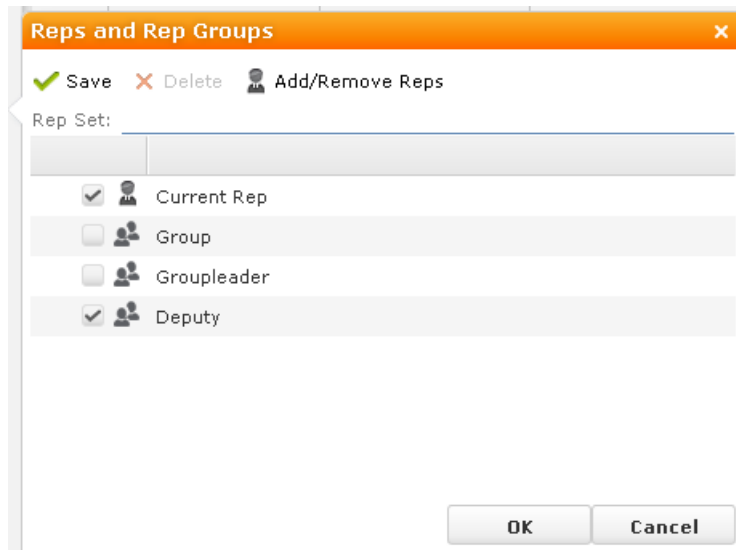 Reps and Rep Groups
Save Delete Add/Remove Reps
Rep Set:
Current Rep
Group
Groupleader
Deputy
OK Cancel